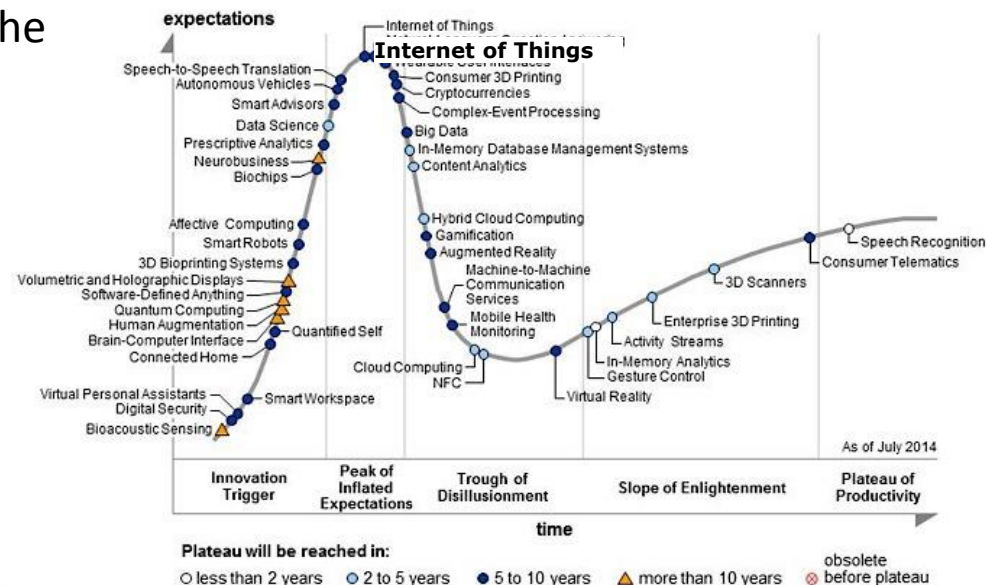 he
expectations
Internet of Things
Internet of Things
Speech-to-Speech Translation
Autonomous Vehicles
Smart Advisors
Data Science
Prescriptive Analytics
Neurobusiness
Biochips
Affective Computing
Smart Robots
3D Bioprinting Systems
Volumetric and Holographic Displays
Software-Defined Anything
Quantum Computing
Human Augmentation
Brain-Computer Interface
Connected Home
Quantified Self
Virtual Personal Assistants
Digital Security
Bioacoustic Sensing
Smart Workspace
Wearable User Interfaces
Consumer 3D Printing
Cryptocurrencies
Complex-Event Processing
Big Data
In-Memory Database Management Systems
Content Analytics
Hybrid Cloud Computing
Gamification
Augmented Reality
Machine-to-Machine
Communication
Services
Mobile Health
Monitoring
Cloud Computing
NFC
Virtual Reality
Gesture Control
In-Memory Analytics
Activity Streams
Enterprise 3D Printing
3D Scanners
Consumer Telematics
Speech Recognition
As of July 2014
Innovation
Trigger
Peak of
Inflated
Expectations
Trough of
Disillusionment
Slope of Enlightenment
Plateau of
Productivity
time
Plateau will be reached in:
less than 2 years
2 to 5 years
5 to 10 years
more than 10 years
obsolete
before plateau